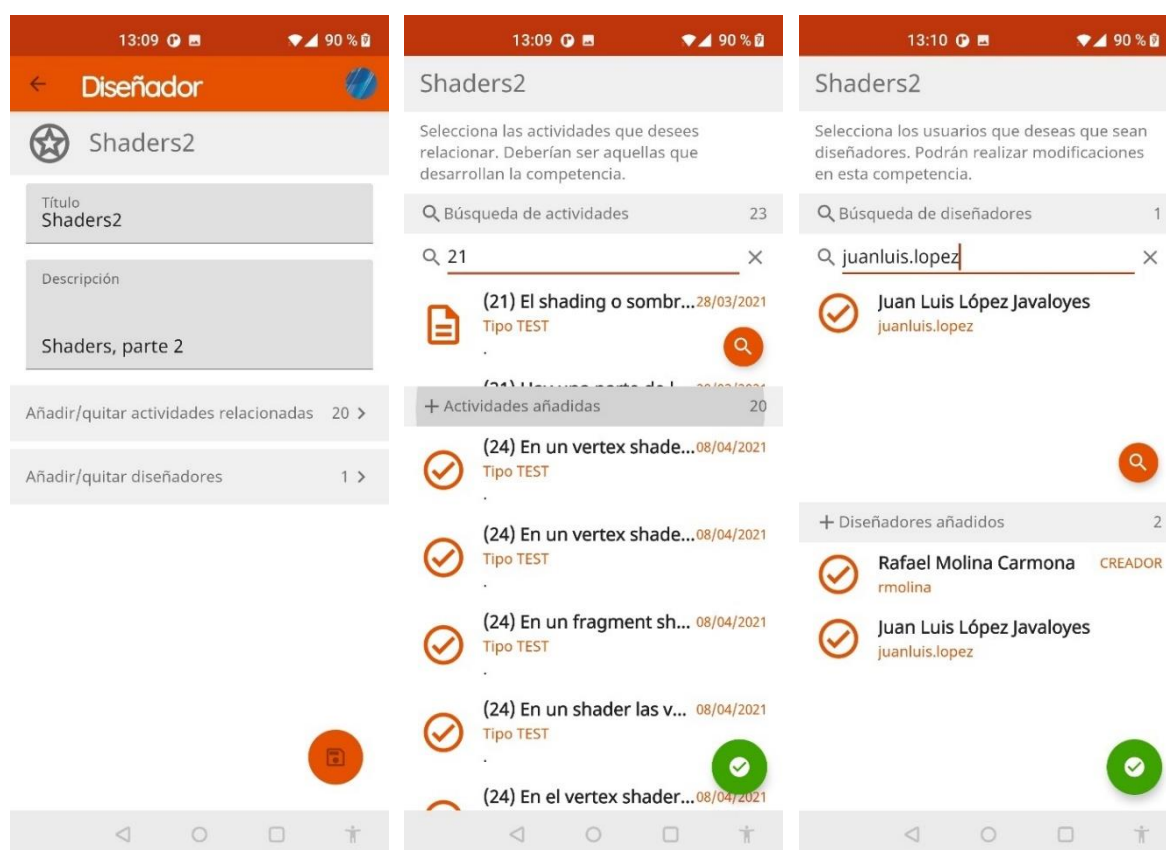 13:09 90 %
Diseñador
Shaders2
Título
Shaders2
Descripción
Shaders, parte 2
Añadir/quitar actividades relacionadas 20
Añadir/quitar diseñadores 1
13:09 90 %
Shaders2
Selecciona las actividades que desees
relacionar. Deberían ser aquellas que
desarrollan la competencia.
Búsqueda de actividades 23
21
(21) El shading o sombr... 28/03/2021
Tipo TEST
.
+ Actividades añadidas 20
(24) En un vertex shade... 08/04/2021
Tipo TEST
.
(24) En un vertex shade... 08/04/2021
Tipo TEST
.
(24) En un fragment sh... 08/04/2021
Tipo TEST
.
(24) En un shader las v... 08/04/2021
Tipo TEST
.
(24) En el vertex shader... 08/04/2021
13:10 90 %
Shaders2
Selecciona los usuarios que deseas que sean
diseñadores. Podrán realizar modificaciones
en esta competencia.
Búsqueda de diseñadores 1
juanluis.lopez
Juan Luis López Javaloyes
juanluis.lopez
+ Diseñadores añadidos 2
Rafael Molina Carmona CREADOR
rmolina
Juan Luis López Javaloyes
juanluis.lopez